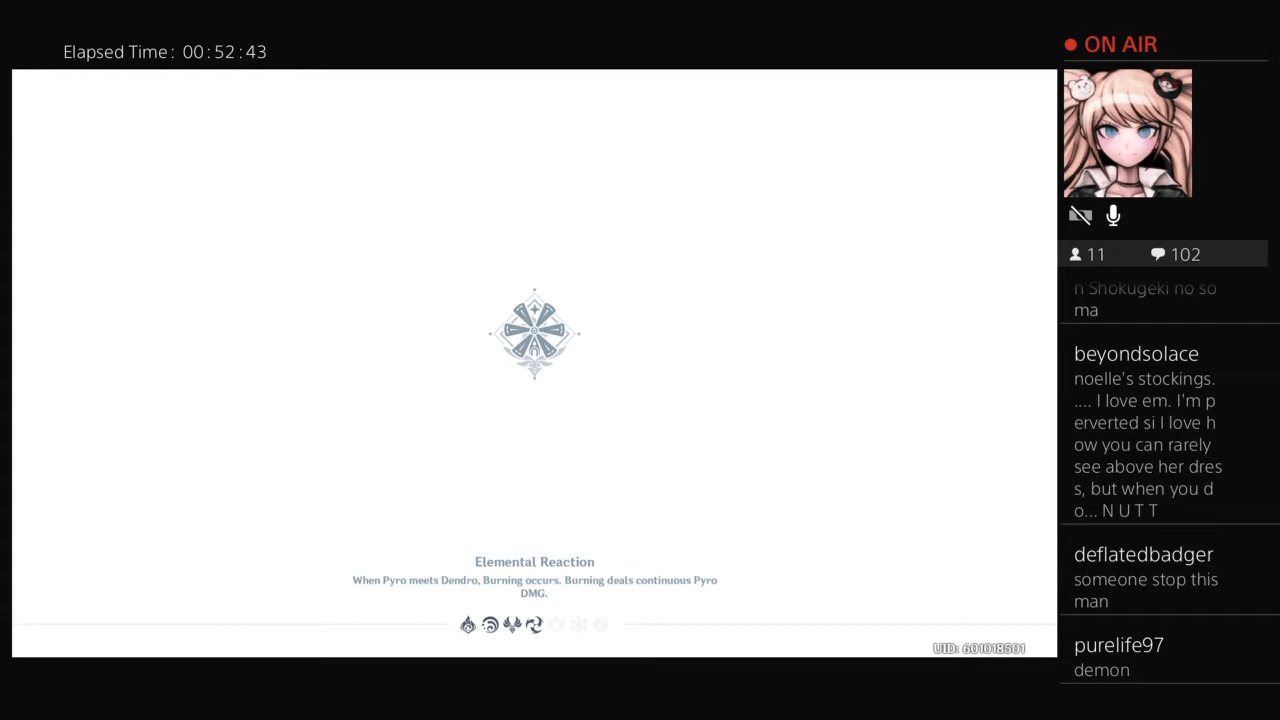 Elapsed Time: 00:52:43
ON AIR
11 102
n Shokugeki no so
ma
beyondsolace
noelle's stockings.
.... I love em. I'm p
erverted si I love h
ow you can rarely
see above her dres
s, but when you d
o... N U T T
deflatedbadger
someone stop this
man
purelife97
demon
Elemental Reaction
When Pyro meets Dendro, Burning occurs. Burning deals continuous Pyro
DMG.
UID: 601018501